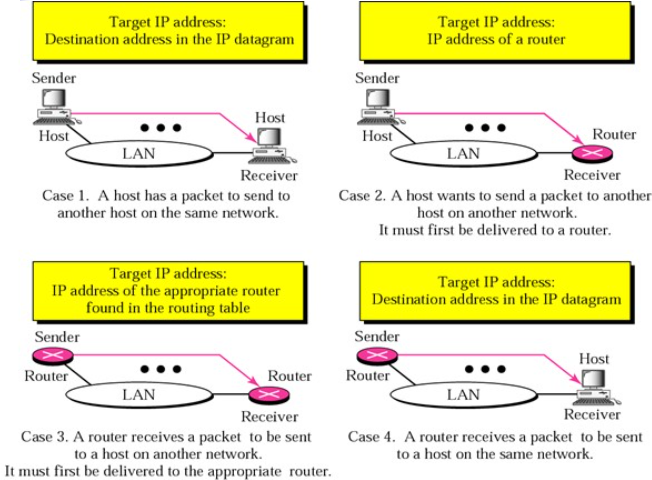 Target IP address:
Destination address in the IP datagram
Sender
Host
Host
LAN
Receiver
Case 1. A host has a packet to send to
another host on the same network.
Target IP address:
IP address of a router
Sender
Host
Router
LAN
Receiver
Case 2. A host wants to send a packet to another
host on another network.
It must first be delivered to a router.
Target IP address:
IP address of the appropriate router
found in the routing table
Sender
Router
Router
LAN
Receiver
Case 3. A router receives a packet to be sent
to a host on another network.
It must first be delivered to the appropriate router.
Target IP address:
Destination address in the IP datagram
Sender
Host
Router
LAN
Receiver
Case 4. A router receives a packet to be sent
to a host on the same network.